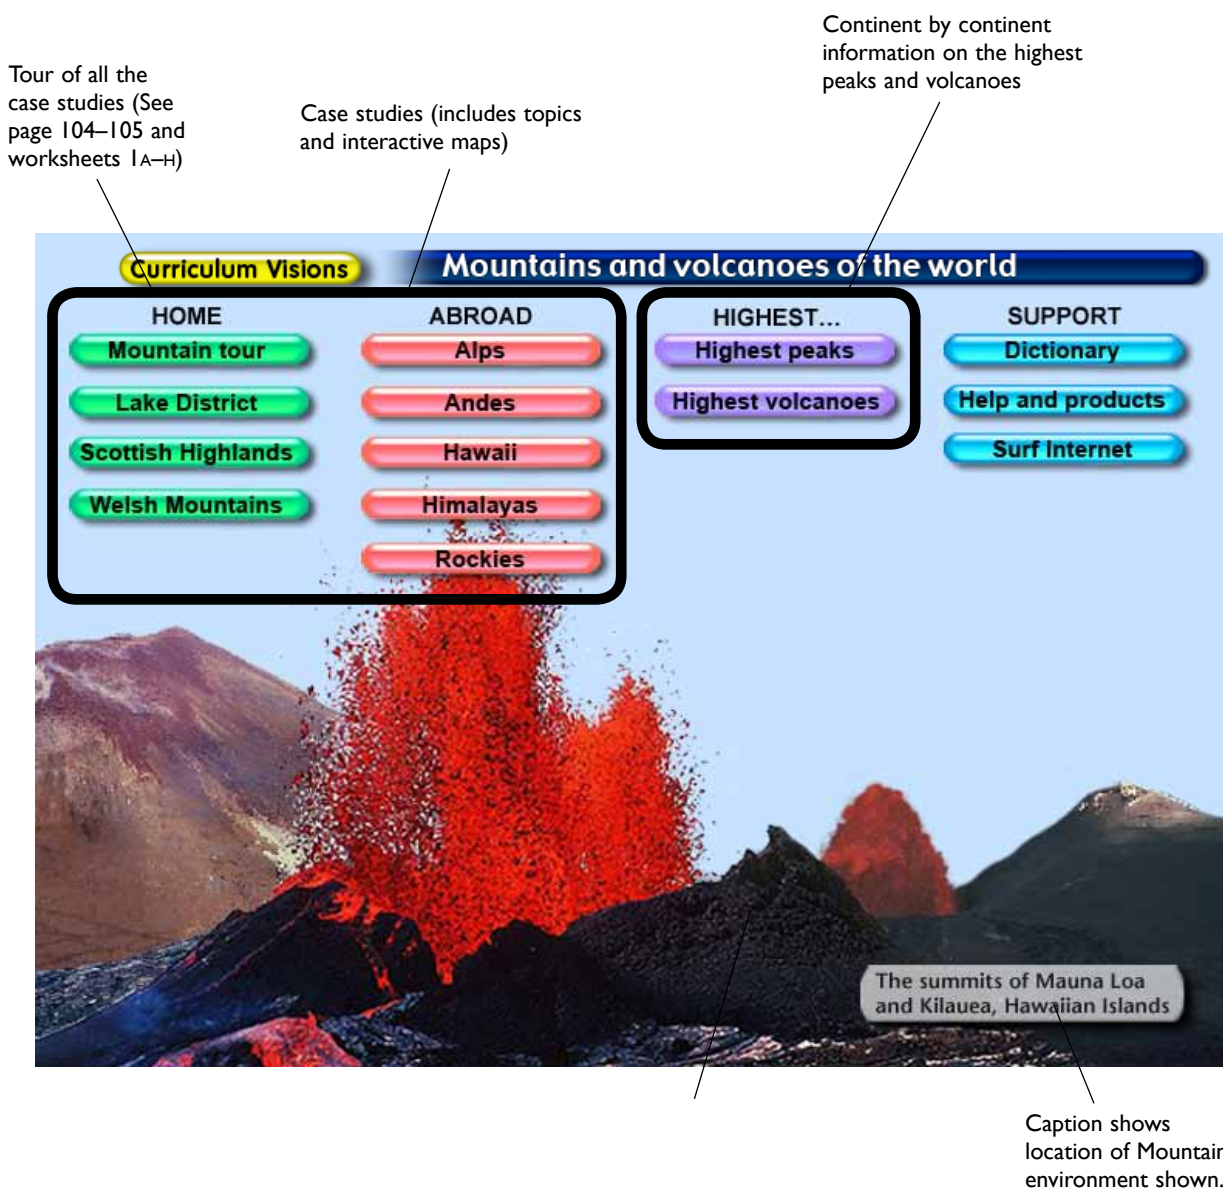 Continent by continent
information on the highest
peaks and volcanoes
Tour of all the
case studies (See
page 104–105 and
worksheets 1A–H)
Case studies (includes topics
and interactive maps)
Curriculum Visions
Mountains and volcanoes of the world
HOME
Mountain tour
Lake District
Scottish Highlands
Welsh Mountains
ABROAD
Alps
Andes
Hawaii
Himalayas
Rockies
HIGHEST...
Highest peaks
Highest volcanoes
SUPPORT
Dictionary
Help and products
Surf Internet
The summits of Mauna Loa
and Kilauea, Hawaiian Islands
Caption shows
location of Mountain
environment shown.